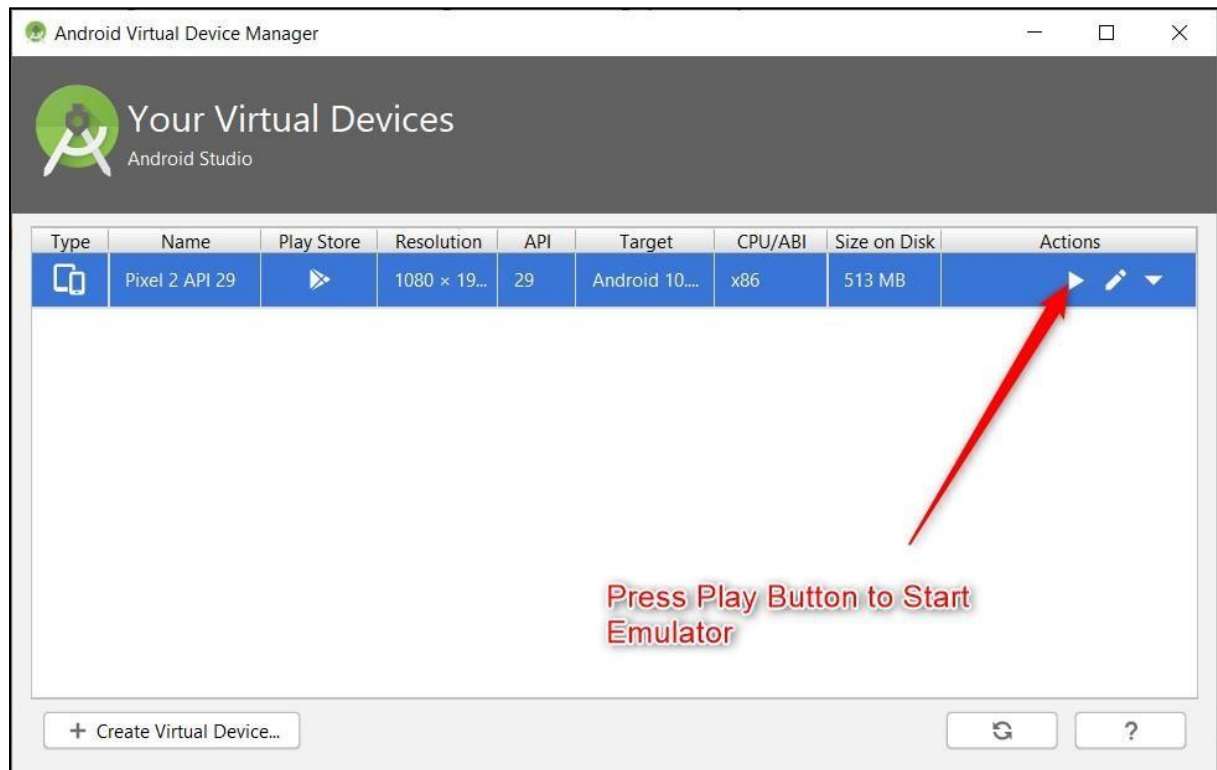 Android Virtual Device Manager
Your Virtual Devices
Android Studio
Type Name Play Store Resolution API Target CPU/ABI Size on Disk Actions
Pixel 2 API 29 1080 × 19... 29 Android 10.... x86 513 MB
Press Play Button to Start
Emulator
+ Create Virtual Device...
?